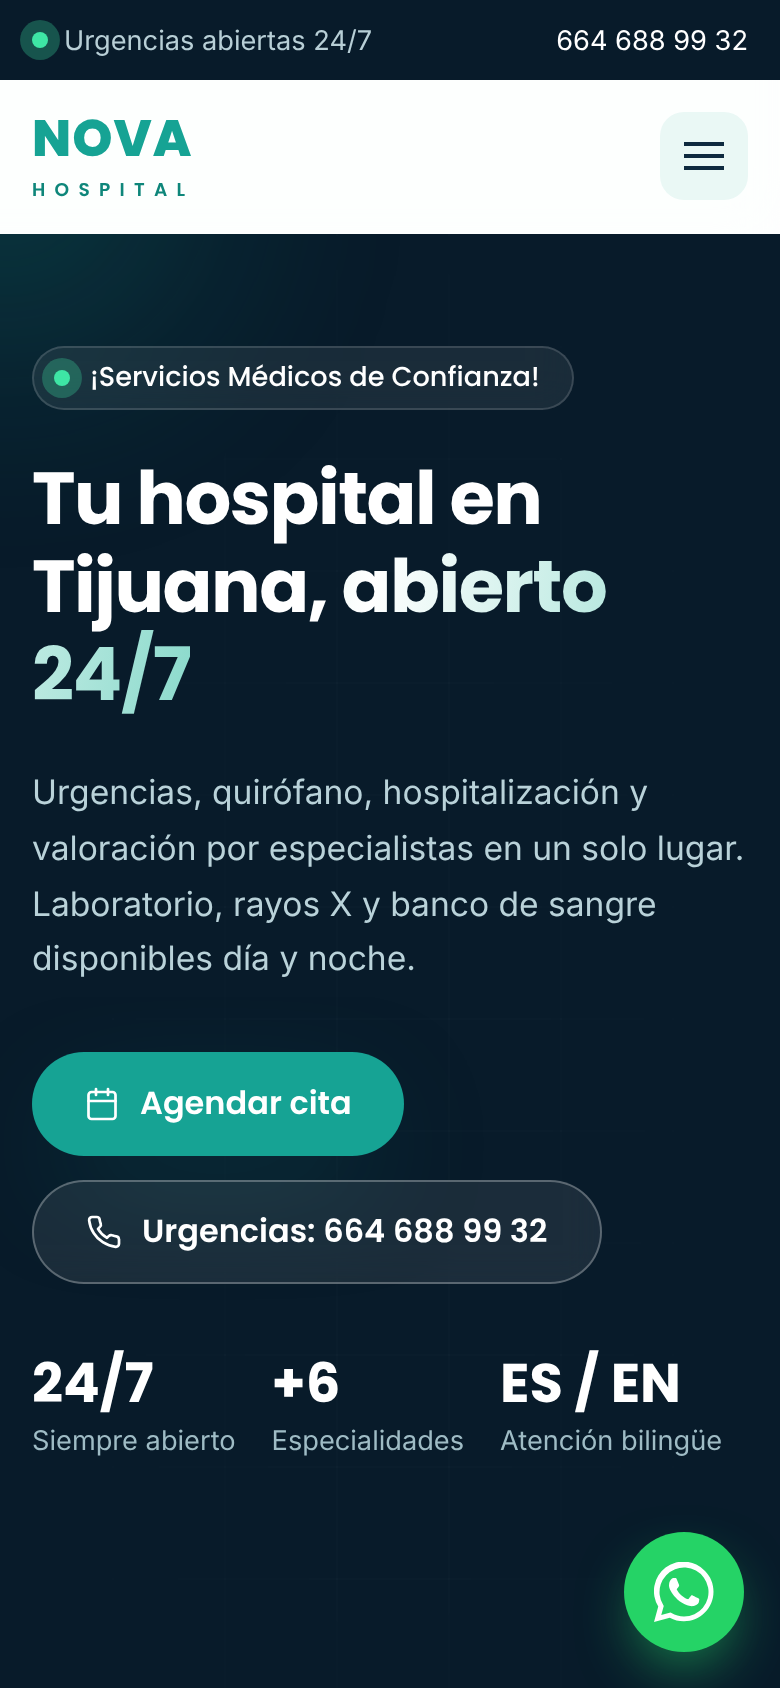 Urgencias abiertas 24/7
664 688 99 32
NOVA
HOSPITAL
¡Servicios Médicos de Confianza!
Tu hospital en
Tijuana, abierto
24/7
Urgencias, quirófano, hospitalización y
valoración por especialistas en un solo lugar.
Laboratorio, rayos X y banco de sangre
disponibles día y noche.
Agendar cita
Urgencias: 664 688 99 32
24/7
Siempre abierto
+6
Especialidades
ES / EN
Atención bilingüe